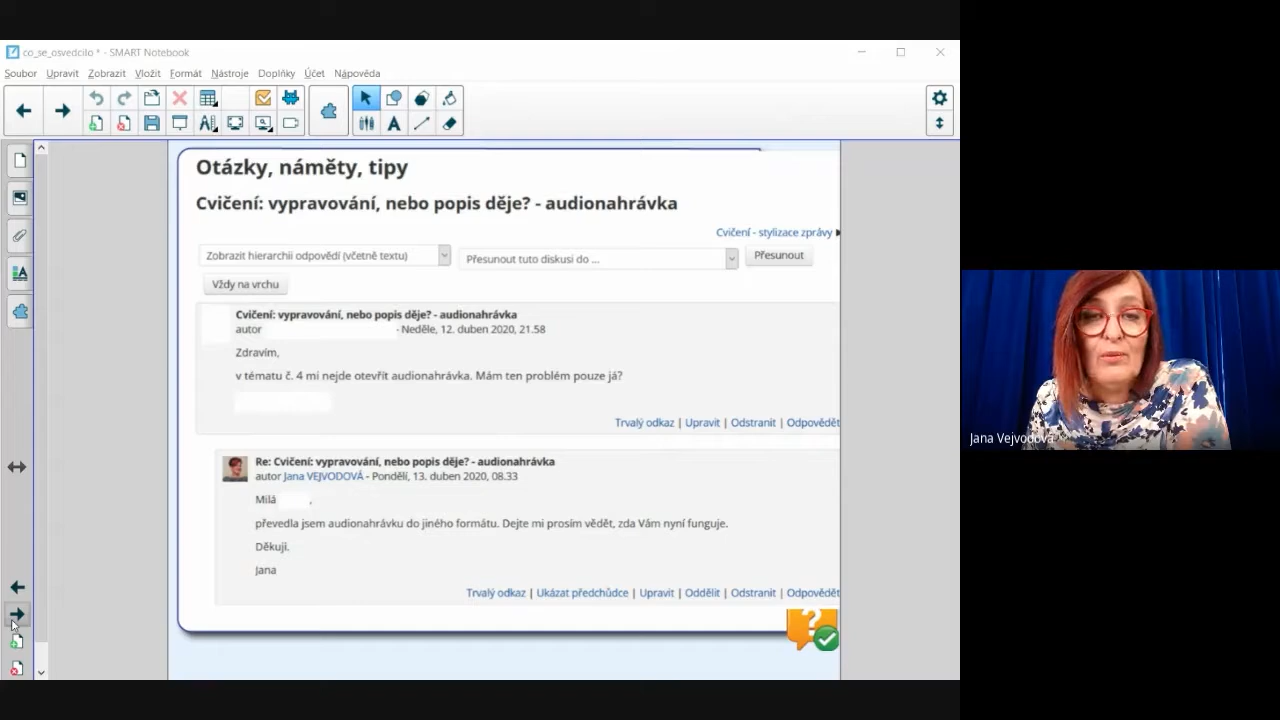 co_se_osvedcilo * - SMART Notebook
Soubor Upravit Zobrazit Vložit Formát Nástroje Doplňky Účet Nápověda
Otázky, náměty, tipy
Cvičení: vypravování, nebo popis děje? - audionahrávka
Cvičení - stylizace zprávy
Zobrazit hierarchii odpovědí (včetně textu) Přesunout tuto diskusi do ... Přesunout
Vždy na vrchu
Cvičení: vypravování, nebo popis děje? - audionahrávka
autor - Neděle, 12. duben 2020, 21.58
Zdravím,
v tématu č. 4 mi nejde otevřít audionahrávka. Mám ten problém pouze já?
Trvalý odkaz | Upravit | Odstranit | Odpovědět
Re: Cvičení: vypravování, nebo popis děje? - audionahrávka
autor Jana VEJVODOVÁ - Pondělí, 13. duben 2020, 08.33
Milá ,
převedla jsem audionahrávku do jiného formátu. Dejte mi prosím vědět, zda Vám nyní funguje.
Děkuji.
Jana
Trvalý odkaz | Ukázat předchůdce | Upravit | Oddělit | Odstranit | Odpovědět
Jana Vejvodová